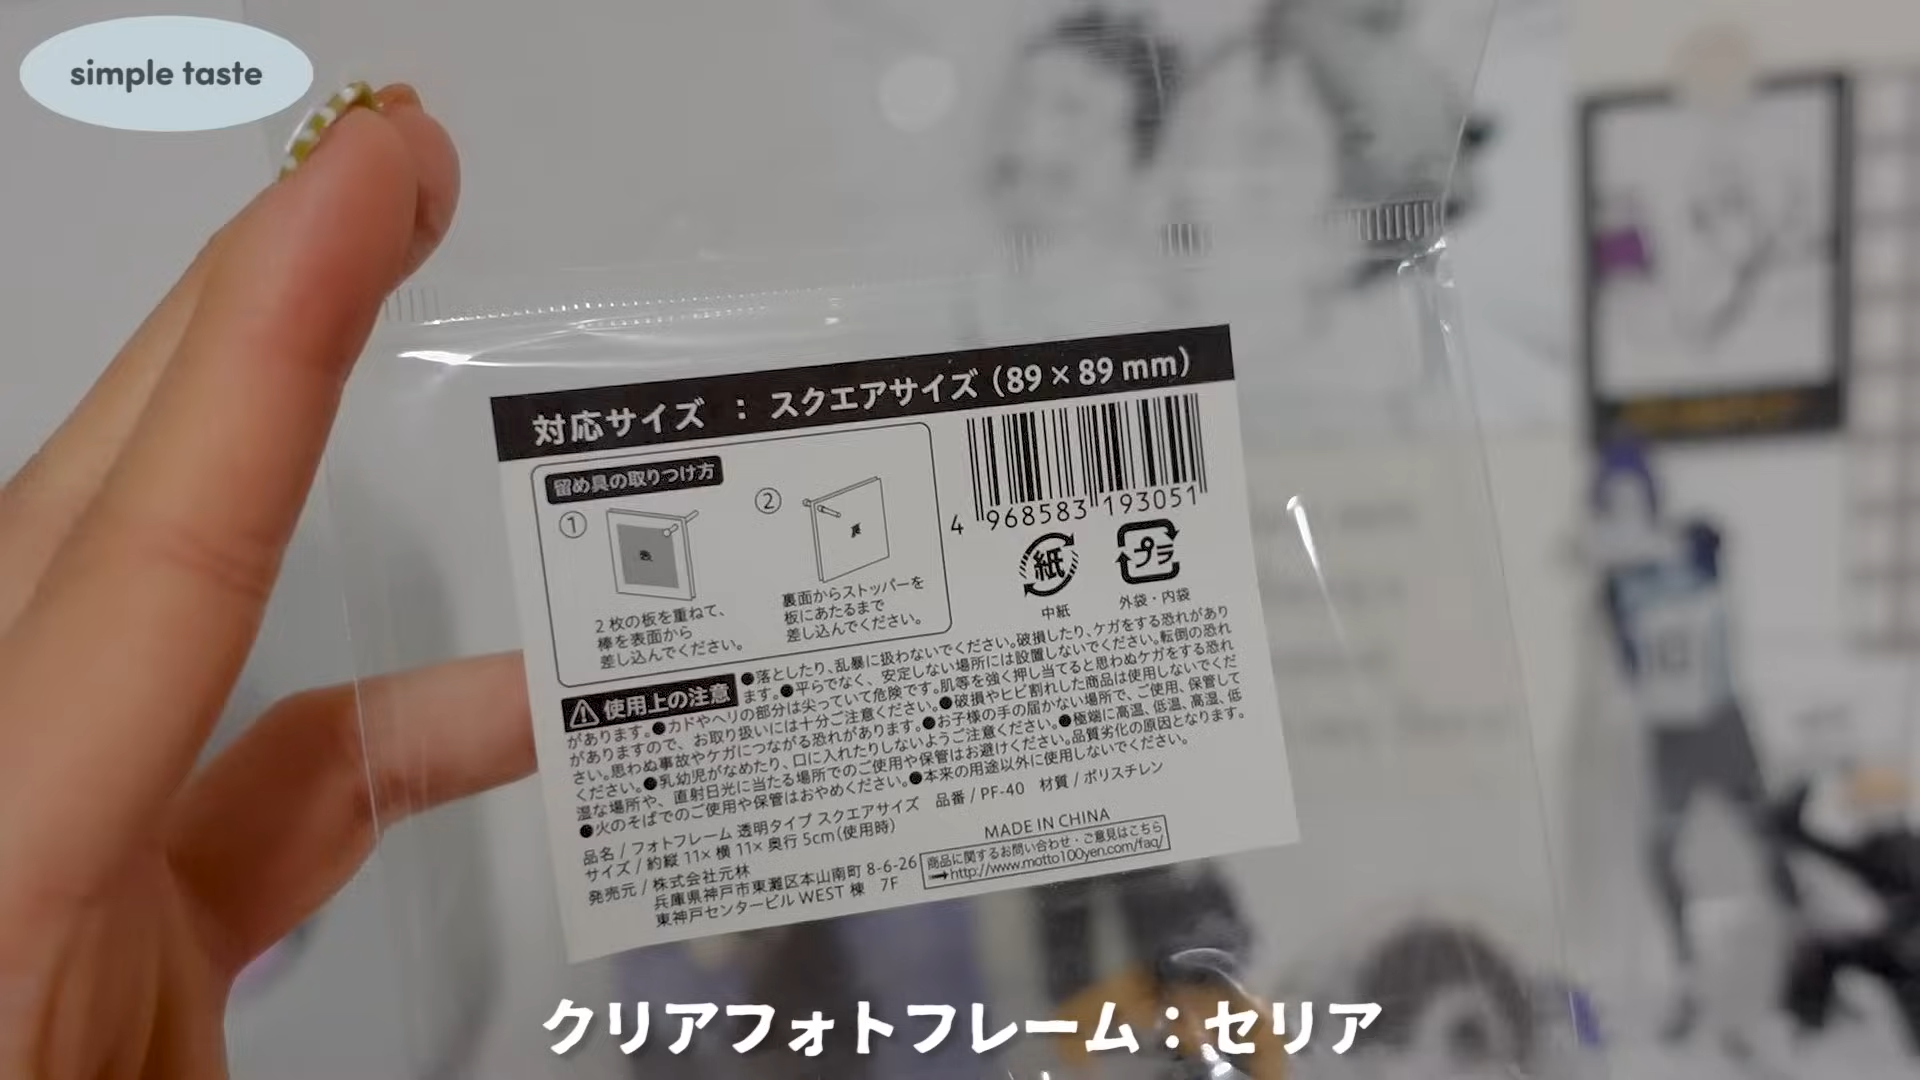 simple taste
対応サイズ : スクエアサイズ(89×89mm)
留め具の取りつけ方
①
表
2枚の板を重ねて、
棒を表面から
差し込んでください。
②
裏
裏面からストッパーを
板にあたるまで
差し込んでください。
4 968583 193051
紙
中紙
プラ
外袋・内袋
使用上の注意
●落としたり、乱暴に扱わないでください。破損したり、ケガをする恐れがあり
ます。●平らでなく、安定しない場所には設置しないでください。転倒の恐れ
があります。●カドやヘリの部分は尖っていて危険です。肌等を強く押し当てると思わぬケガをする恐れ
がありますので、お取り扱いには十分ご注意ください。●破損やヒビ割れした商品は使用しないでくだ
さい。思わぬ事故やケガにつながる恐れがあります。●お子様の手の届かない場所で、ご使用、保管して
ください。●乳幼児がなめたり、口に入れたりしないようご注意ください。●極端に高温、低温、高湿、低
湿な場所や、直射日光に当たる場所でのご使用や保管はお避けください。品質劣化の原因となります。
●火のそばでのご使用や保管はおやめください。●本来の用途以外に使用しないでください。
品名/フォトフレーム 透明タイプ スクエアサイズ 品番/PF-40 材質/ポリスチレン
サイズ/約縦11×横11×奥行5cm(使用時)
発売元/株式会社元林
兵庫県神戸市東灘区本山南町8-6-26
東神戸センタービルWEST棟 7F
MADE IN CHINA
商品に関するお問い合わせ・ご意見はこちら
➡http://www.motto100yen.com/faq/
クリアフォトフレーム：セリア